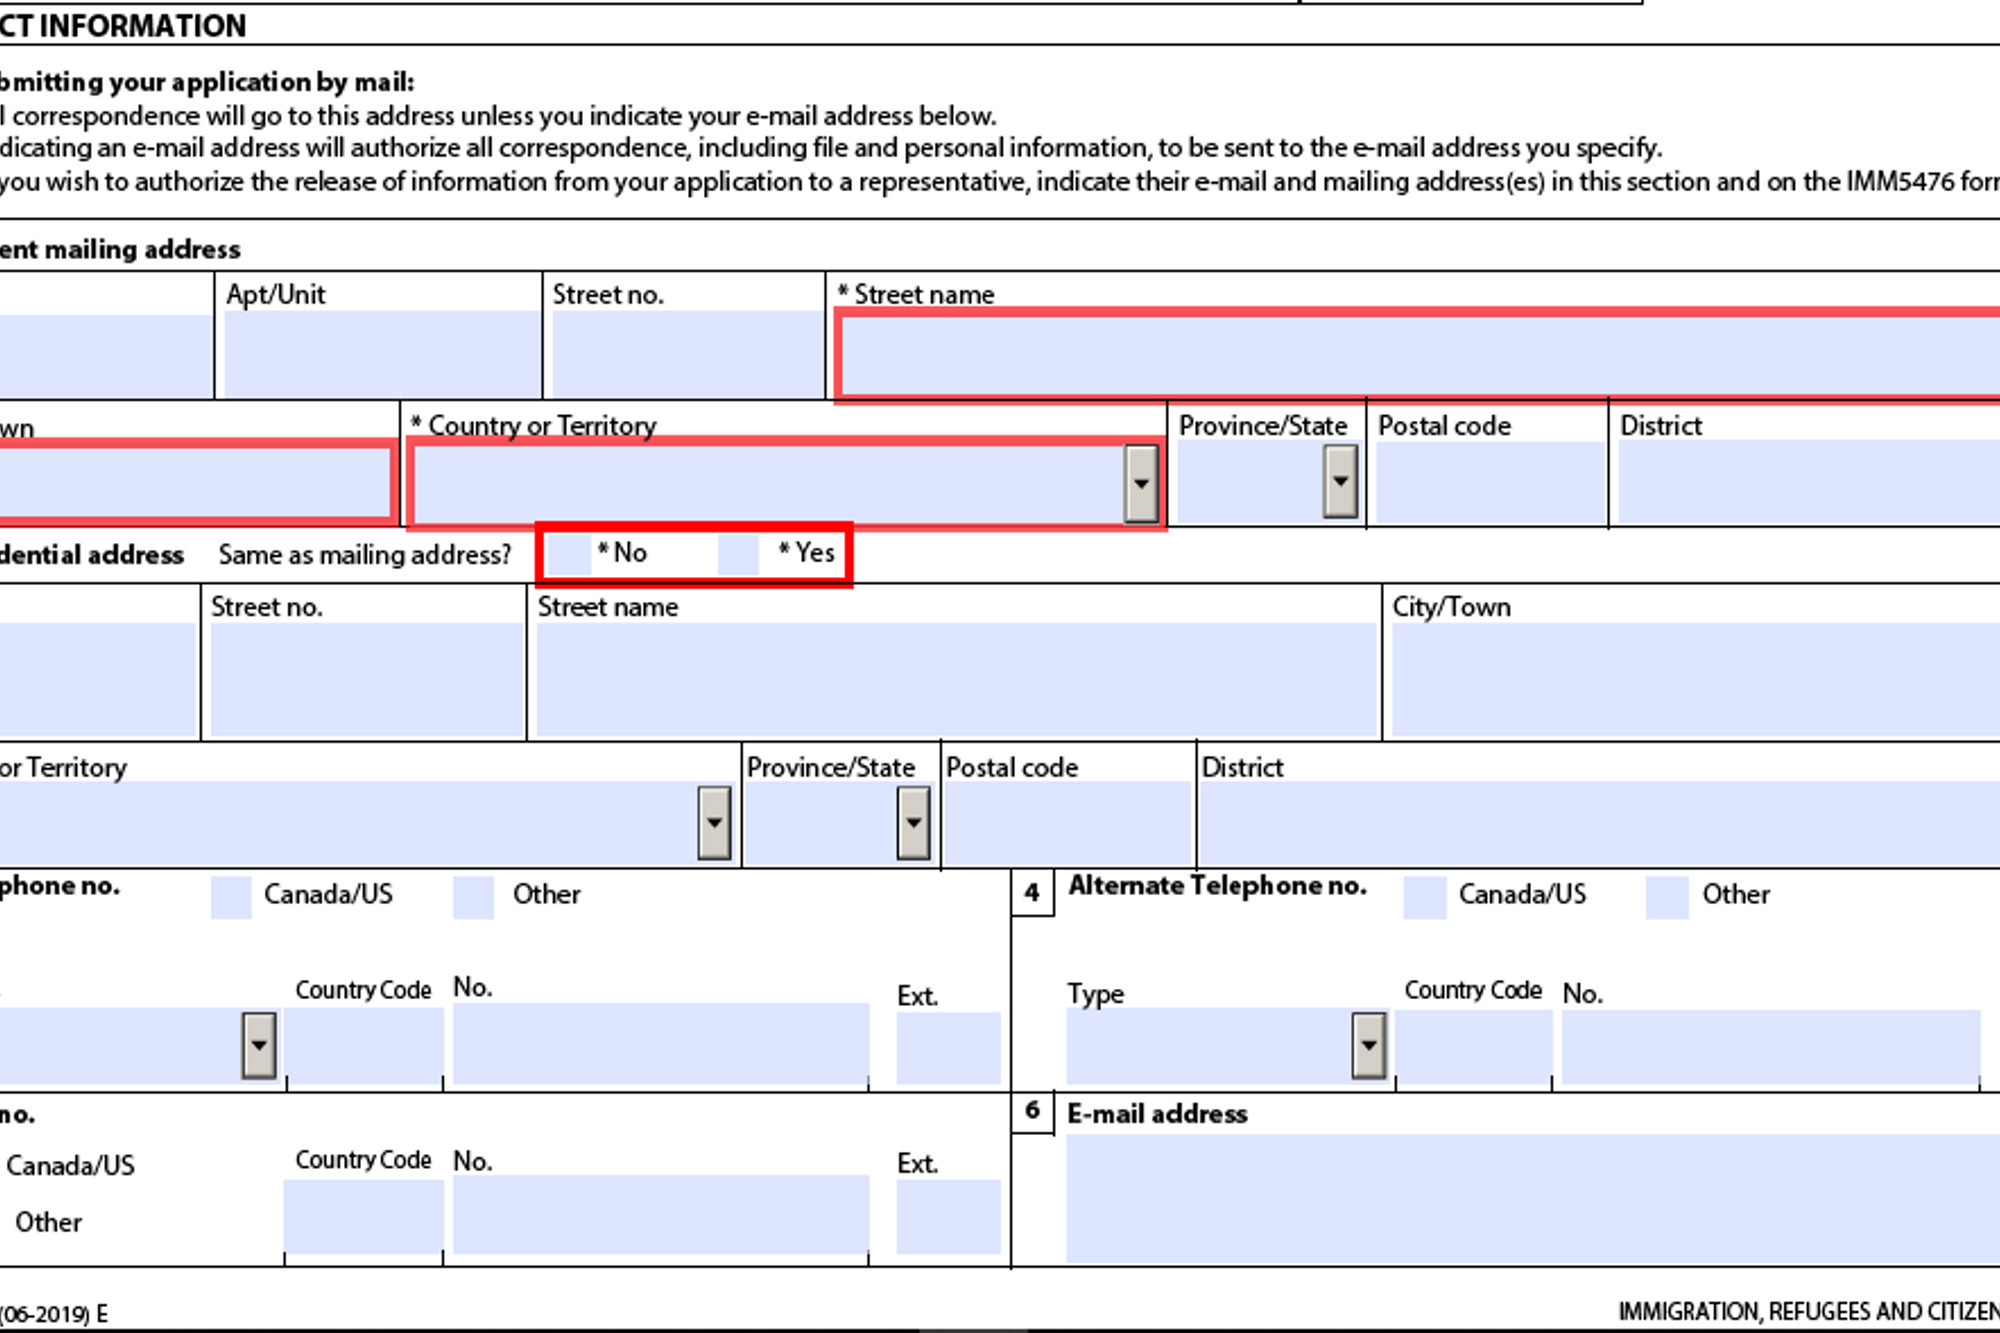 CT INFORMATION
bmitting your application by mail:
l correspondence will go to this address unless you indicate your e-mail address below.
dicating an e-mail address will authorize all correspondence, including file and personal information, to be sent to the e-mail address you specify.
you wish to authorize the release of information from your application to a representative, indicate their e-mail and mailing address(es) in this section and on the IMM5476 for
ent mailing address
Apt/Unit Street no. * Street name
wn * Country or Territory Province/State Postal code District
dential address Same as mailing address? * No * Yes
Street no. Street name City/Town
or Territory Province/State Postal code District
phone no. Canada/US Other 4 Alternate Telephone no. Canada/US Other
Country Code No. Ext. Type Country Code No.
no. 6 E-mail address
Canada/US Country Code No. Ext.
Other
(06-2019) E IMMIGRATION, REFUGEES AND CITIZEN